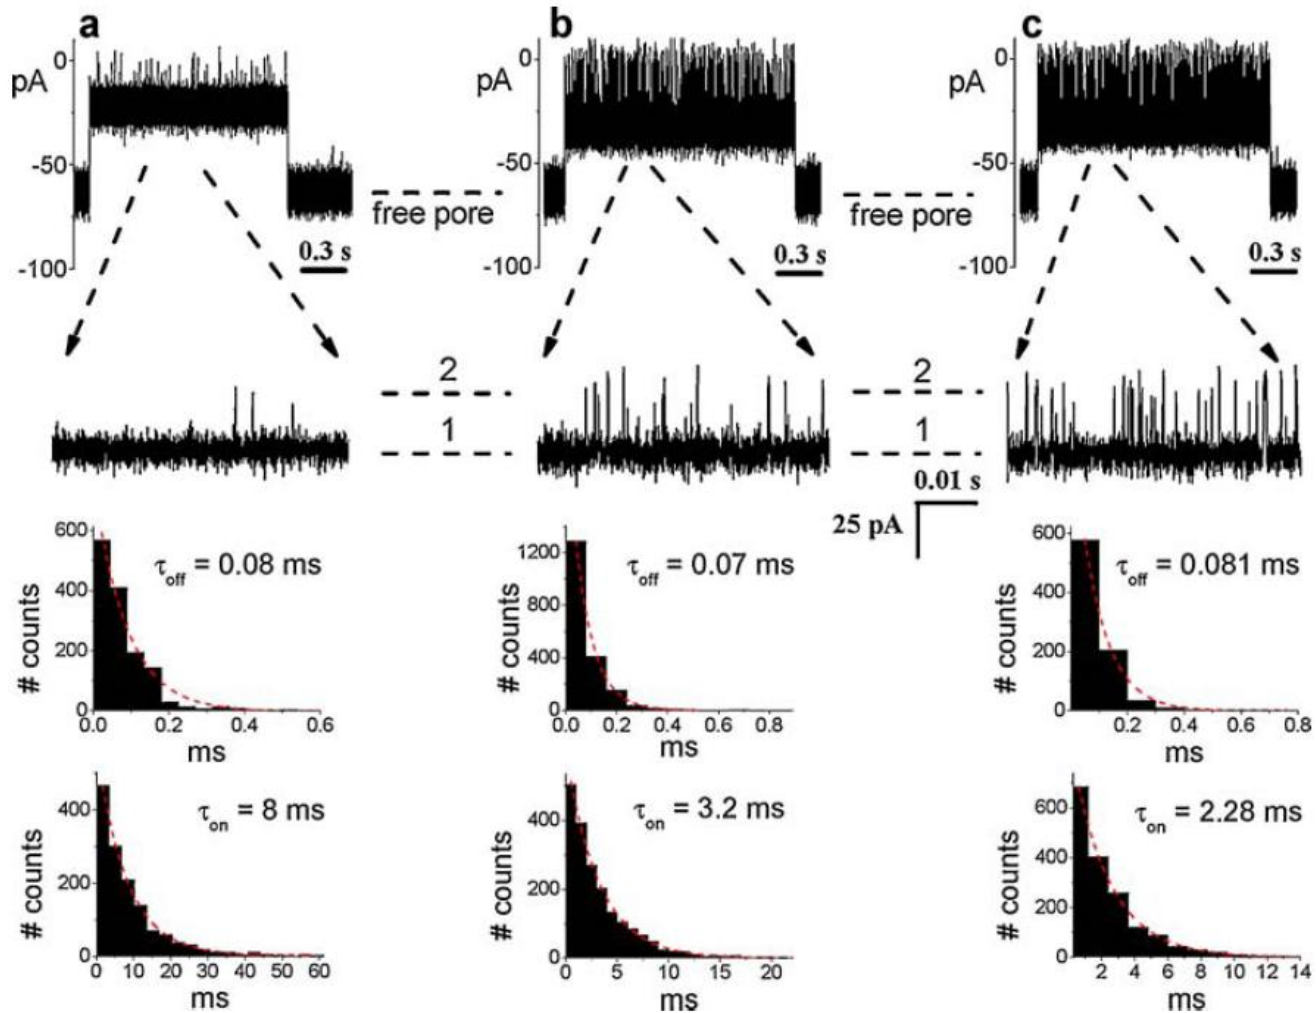 a
b
c
pA
0
-50
-100
0.3 s
free pore
pA
0
-50
-100
0.3 s
free pore
pA
0
-50
-100
0.3 s
2
1
2
1
25 pA
0.01 s
# counts
600
400
200
0
τoff = 0.08 ms
0.0
0.2
0.4
0.6
ms
# counts
1200
800
400
0
τoff = 0.07 ms
0.0
0.2
0.4
0.6
0.8
ms
# counts
600
400
200
0
τoff = 0.081 ms
0.2
0.4
0.6
0.8
ms
# counts
400
200
0
τon = 8 ms
0
10
20
30
40
50
60
ms
# counts
400
200
0
τon = 3.2 ms
0
5
10
15
20
ms
# counts
600
400
200
0
τon = 2.28 ms
2
4
6
8
10
12
14
ms